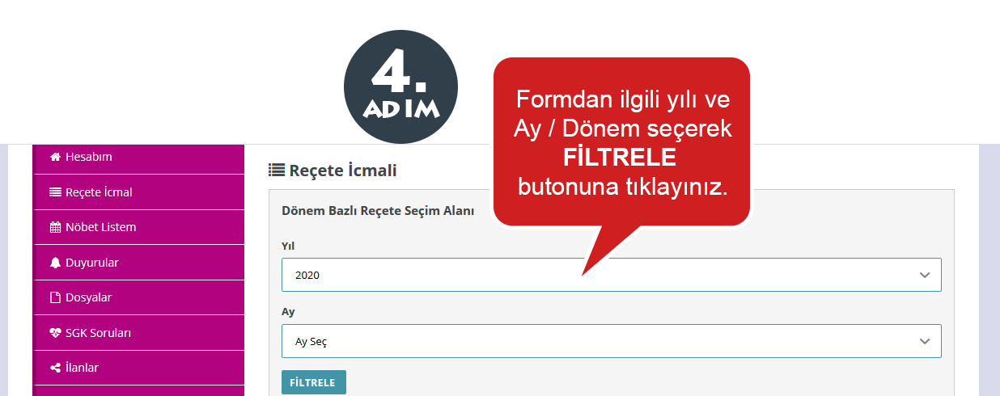 4.
ADIM
Formdan ilgili yılı ve
Ay / Dönem seçerek
FİLTRELE
butonuna tıklayınız.
Hesabım
Reçete İcmal
Nöbet Listem
Duyurular
Dosyalar
SGK Soruları
İlanlar
Reçete İcmali
Dönem Bazlı Reçete Seçim Alanı
Yıl
2020
Ay
Ay Seç
FİLTRELE